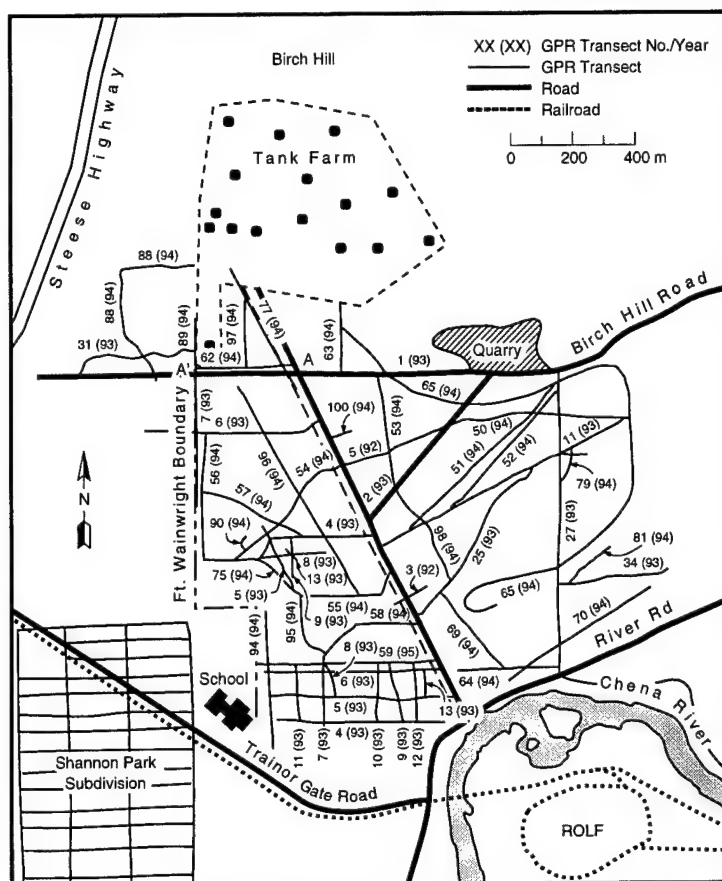 Birch Hill
XX (XX) GPR Transect No./Year
GPR Transect
Road
Railroad
0 200 400 m
Steese Highway
Tank Farm
88 (94)
88 (94)
31 (93)
89 (94)
97 (94)
77 (94)
63 (94)
62 (94)
A'
A
1 (93)
Quarry
Birch Hill Road
65 (94)
7 (93)
6 (93)
100 (94)
53 (94)
50 (94)
5 (92)
54 (94)
51 (94)
52 (94)
11 (93)
79 (94)
56 (94)
96 (94)
57 (94)
2 (93)
27 (93)
N
Ft. Wainwright Boundary
90 (94)
4 (93)
98 (94)
25 (93)
81 (94)
34 (93)
8 (93)
13 (93)
75 (94)
5 (93)
9 (93)
3 (92)
55 (94)
58 (94)
65 (94)
70 (94)
95 (94)
94 (94)
69 (94)
River Rd
8 (93)
59 (95)
64 (94)
School
6 (93)
5 (93)
13 (93)
4 (93)
11 (93)
7 (93)
10 (93)
9 (93)
12 (93)
Chena River
Trainor Gate Road
Shannon Park
Subdivision
ROLF